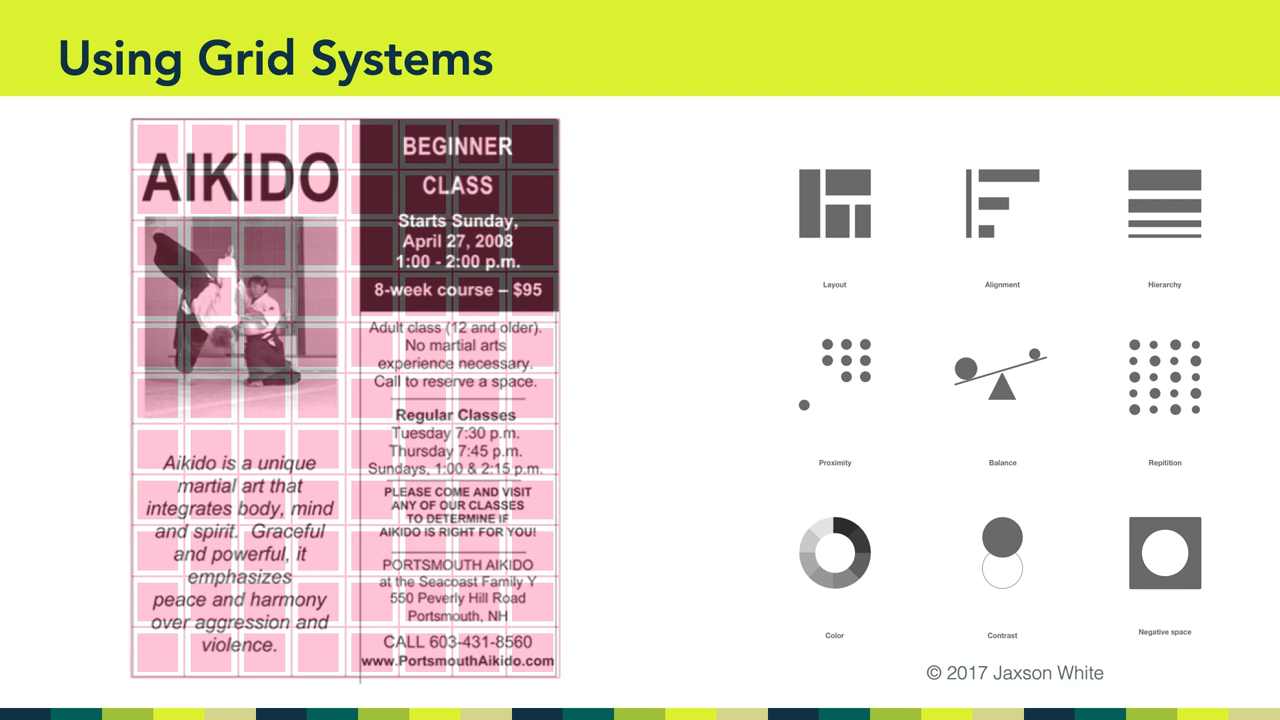 Using Grid Systems
AIKIDO
Aikido is a unique
martial art that
integrates body, mind
and spirit. Graceful
and powerful, it
emphasizes
peace and harmony
over aggression and
violence.
BEGINNER
CLASS
Starts Sunday,
April 27, 2008
1:00 - 2:00 p.m.
8-week course – $95
Adult class (12 and older).
No martial arts
experience necessary.
Call to reserve a space.
Regular Classes
Tuesday 7:30 p.m.
Thursday 7:45 p.m.
Sundays, 1:00 & 2:15 p.m.
PLEASE COME AND VISIT
ANY OF OUR CLASSES
TO DETERMINE IF
AIKIDO IS RIGHT FOR YOU!
PORTSMOUTH AIKIDO
at the Seacoast Family Y
550 Peverly Hill Road
Portsmouth, NH
CALL 603-431-8560
www.PortsmouthAikido.com
Layout
Alignment
Hierarchy
Proximity
Balance
Repitition
Color
Contrast
Negative space
© 2017 Jaxson White